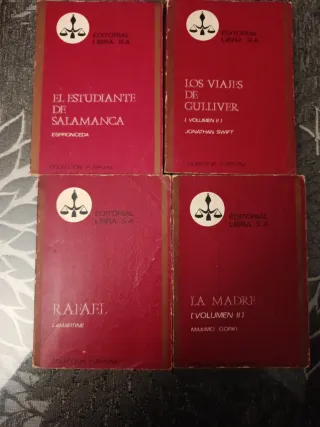 EDITORIAL
LIBRA, S.A.
EL ESTUDIANTE
DE
SALAMANCA
ESPRONCEDA
EDITORIAL
LIBRA, S.A.
LOS VIAJES
DE
GULLIVER
( VOLUMEN I )
JONATHAN SWIFT
EDITORIAL
LIBRA, S.A.
RAFAEL
LAMARTINE
EDITORIAL
LIBRA, S.A.
LA MADRE
( VOLUMEN II )
MAXIMO GORKI